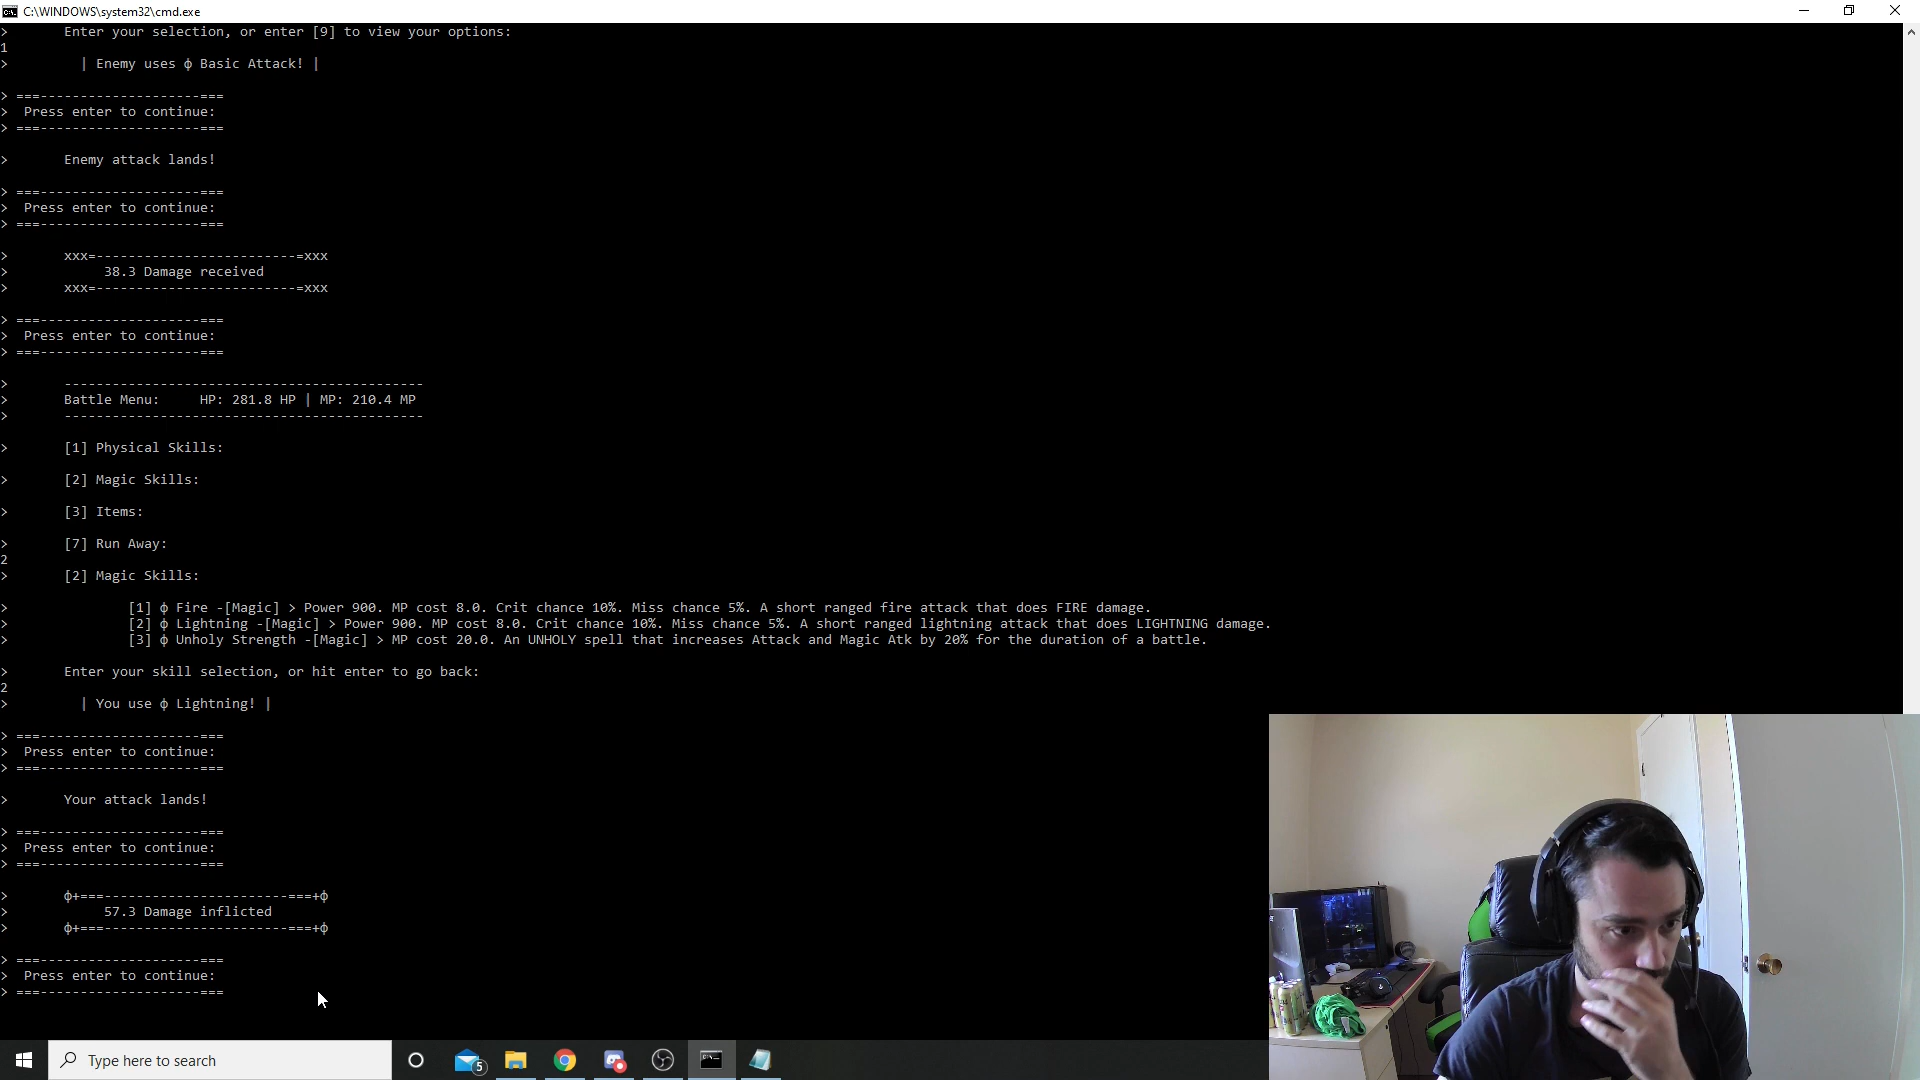 C:\WINDOWS\system32\cmd.exe
> Enter your selection, or enter [9] to view your options:
1
> | Enemy uses ϕ Basic Attack! |
> ===--------------------===
> Press enter to continue:
> ===--------------------===
> Enemy attack lands!
> ===--------------------===
> Press enter to continue:
> ===--------------------===
> xxx=-------------------------=xxx
> 38.3 Damage received
> xxx=-------------------------=xxx
> ===--------------------===
> Press enter to continue:
> ===--------------------===
> ---------------------------------------------
> Battle Menu: HP: 281.8 HP | MP: 210.4 MP
> ---------------------------------------------
> [1] Physical Skills:
> [2] Magic Skills:
> [3] Items:
> [7] Run Away:
2
> [2] Magic Skills:
> [1] ϕ Fire -[Magic] > Power 900. MP cost 8.0. Crit chance 10%. Miss chance 5%. A short ranged fire attack that does FIRE damage.
> [2] ϕ Lightning -[Magic] > Power 900. MP cost 8.0. Crit chance 10%. Miss chance 5%. A short ranged lightning attack that does LIGHTNING damage.
> [3] ϕ Unholy Strength -[Magic] > MP cost 20.0. An UNHOLY spell that increases Attack and Magic Atk by 20% for the duration of a battle.
> Enter your skill selection, or hit enter to go back:
2
> | You use ϕ Lightning! |
> ===--------------------===
> Press enter to continue:
> ===--------------------===
> Your attack lands!
> ===--------------------===
> Press enter to continue:
> ===--------------------===
> ϕ+===-----------------------===+ϕ
> 57.3 Damage inflicted
> ϕ+===-----------------------===+ϕ
> ===--------------------===
> Press enter to continue:
> ===--------------------===
Type here to search
5